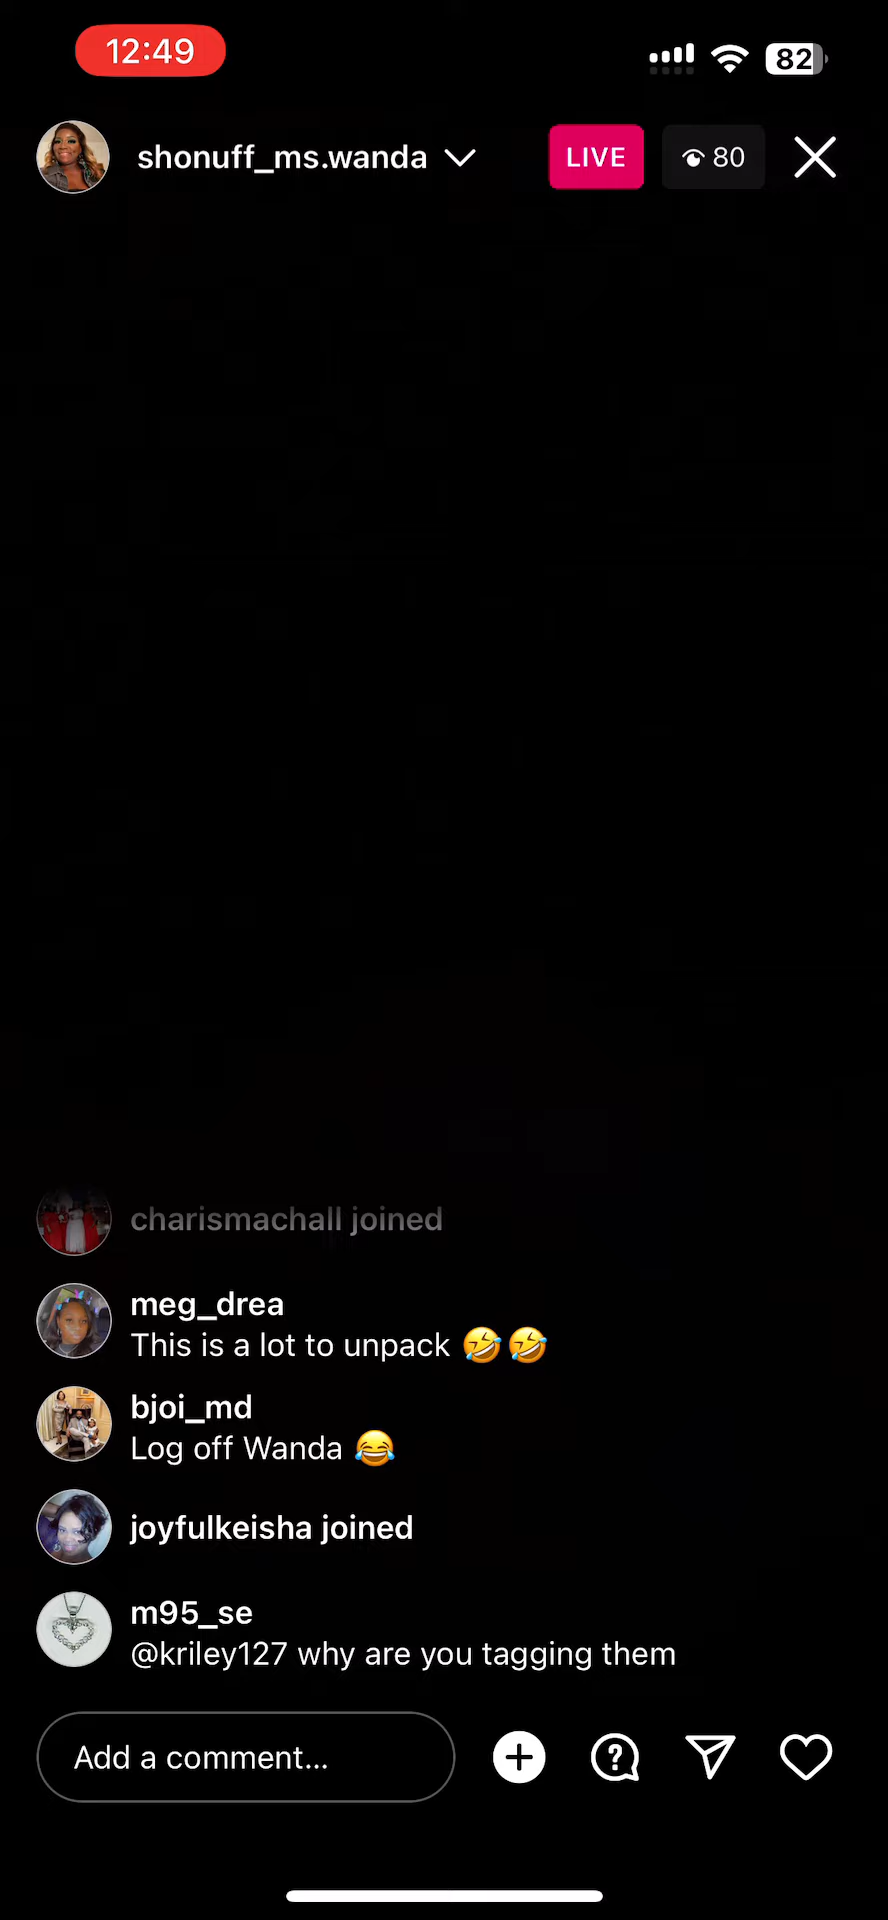 12:49
82
shonuff_ms.wanda
LIVE
80
charismachall joined
meg_drea
This is a lot to unpack 🤣🤣
bjoi_md
Log off Wanda 😂
joyfulkeisha joined
m95_se
@kriley127 why are you tagging them
Add a comment...